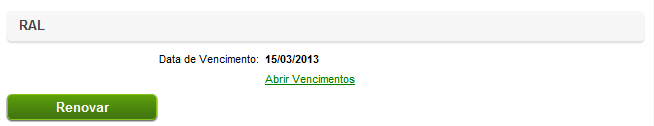 RAL
Data de Vencimento: 15/03/2013
Abrir Vencimentos
Renovar